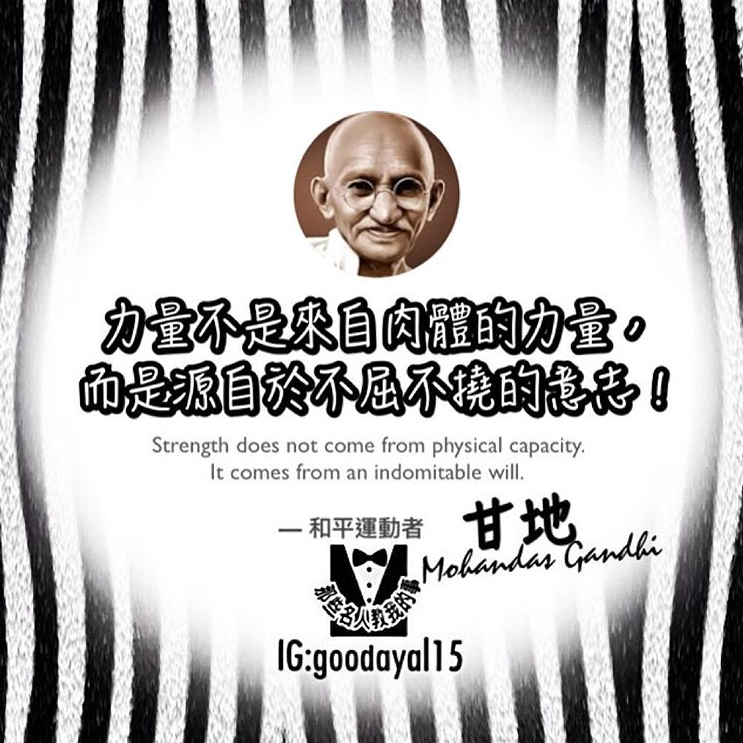 力量不是來自肉體的力量，
而是源自於不屈不撓的意志！
Strength does not come from physical capacity.
It comes from an indomitable will.
— 和平運動者 甘地
Mohandas Gandhi
那些名人教我的事
IG:goodayal15